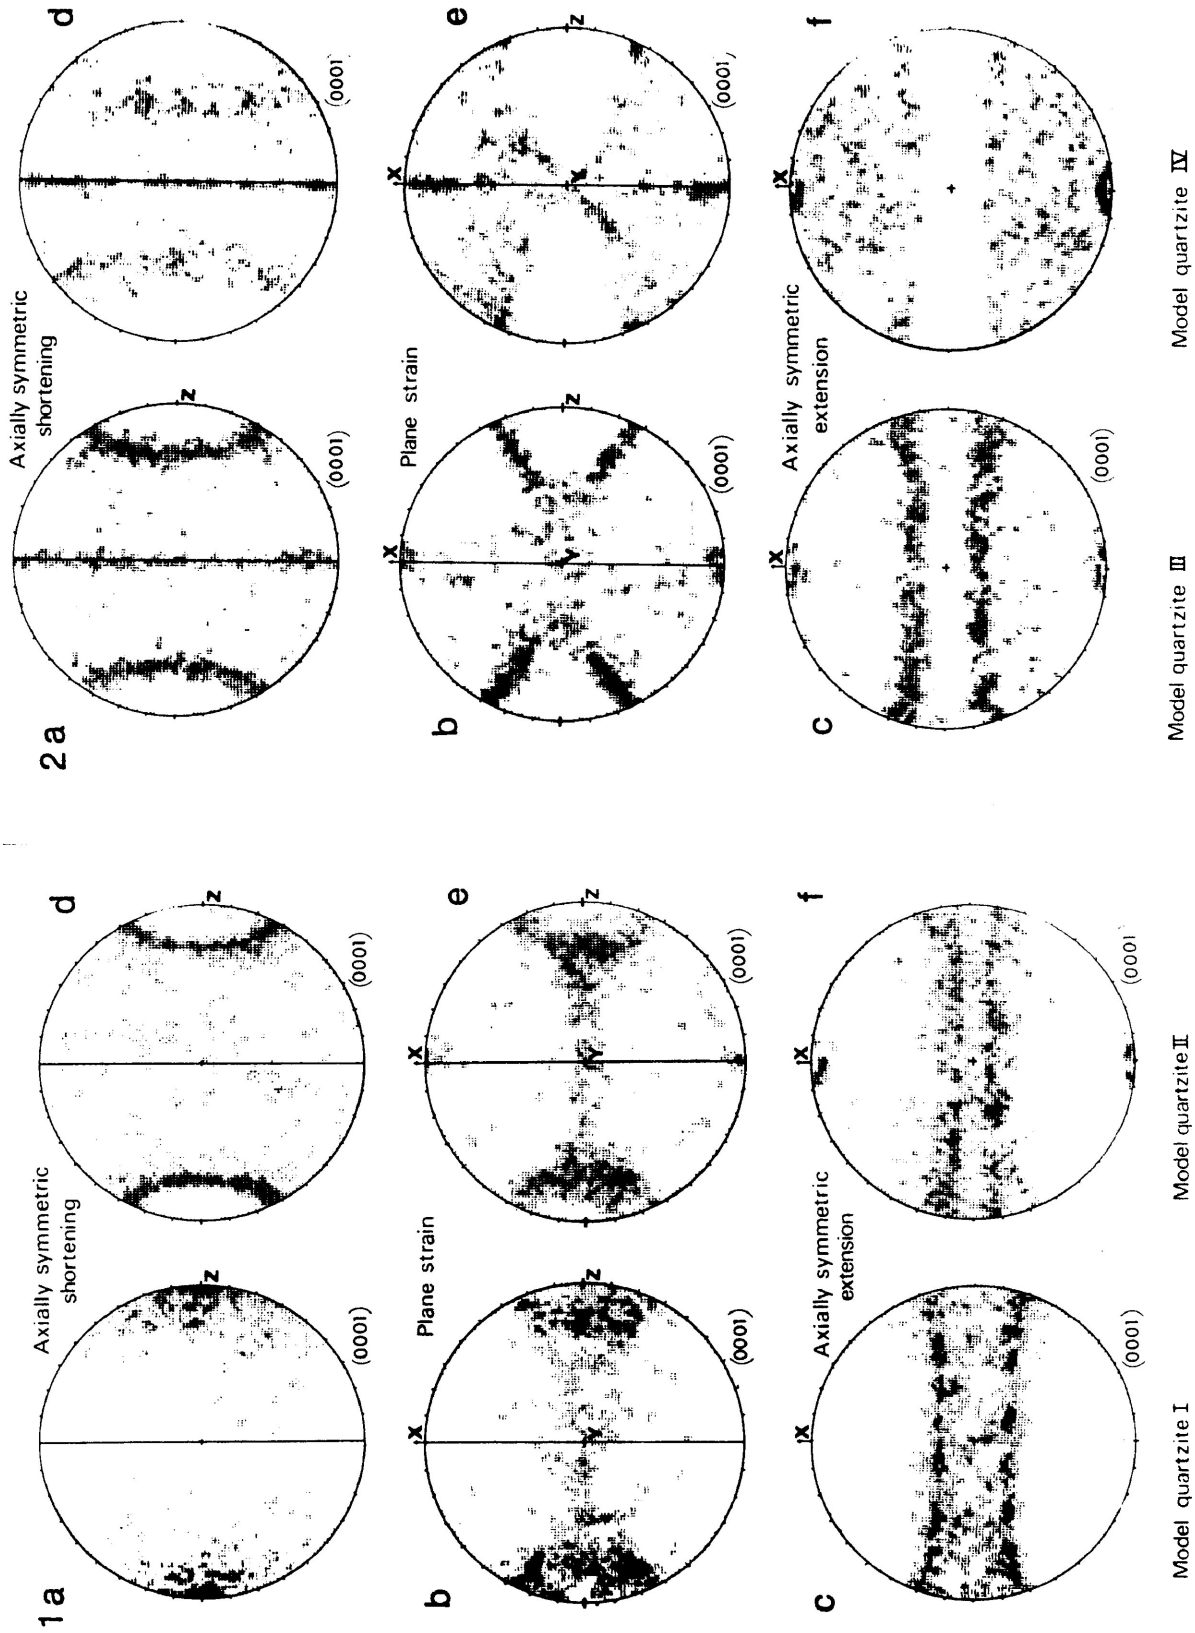 2a
Axially symmetric
shortening
d
Z
(0001)
(0001)
b
Plane strain
e
X
X
Y
Y
Z
Z
(0001)
(0001)
c
Axially symmetric
extension
f
X
X
(0001)
(0001)
Model quartzite III
Model quartzite IV
1a
Axially symmetric
shortening
d
Z
Z
(0001)
(0001)
b
Plane strain
e
X
X
Y
Y
Z
Z
(0001)
(0001)
c
Axially symmetric
extension
f
X
X
(0001)
(0001
Model quartzite I
Model quartzite II